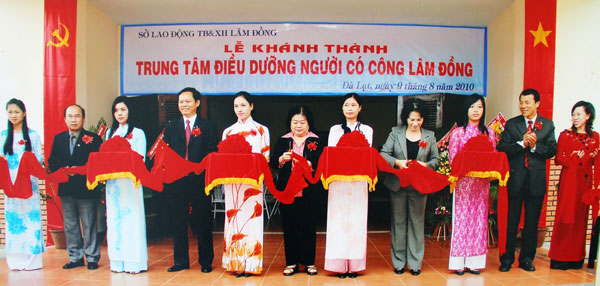 SỞ LAO ĐỘNG TB&XH LÂM ĐỒNG
LỄ KHÁNH THÀNH
TRUNG TÂM ĐIỀU DƯỠNG NGƯỜI CÓ CÔNG LÂM ĐỒNG
Đà Lạt, ngày 9 tháng 8 năm 2010